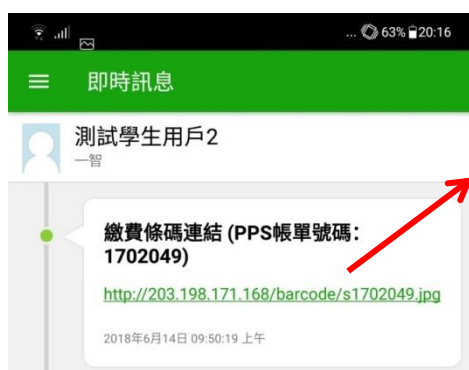 ... 63% 20:16
即時訊息
測試學生用戶2
一智
繳費條碼連結 (PPS帳單號碼：
1702049)
http://203.198.171.168/barcode/s1702049.jpg
2018年6月14日 09:50:19 上午